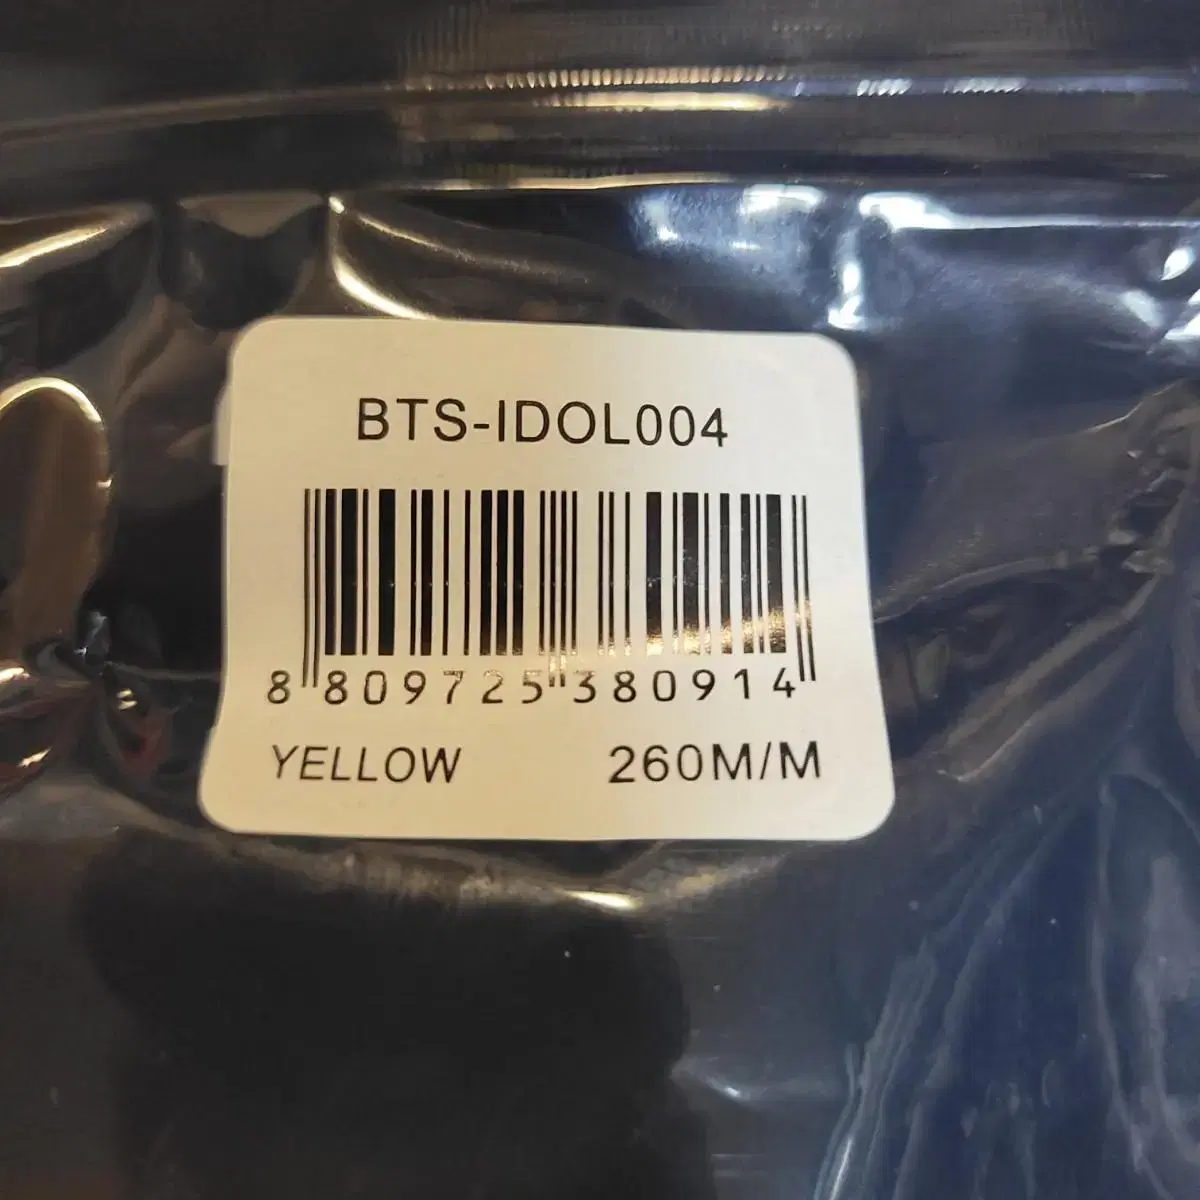 BTS-IDOL004
8 809725 380914
YELLOW 260M/M